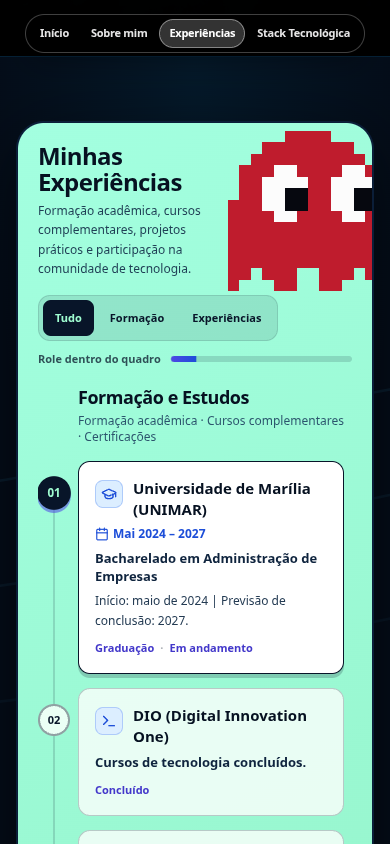 Início Sobre mim Experiências Stack Tecnológica
Minhas
Experiências
Formação acadêmica, cursos
complementares, projetos
práticos e participação na
comunidade de tecnologia.
Tudo Formação Experiências
Role dentro do quadro
Formação e Estudos
Formação acadêmica · Cursos complementares
· Certificações
01
Universidade de Marília
(UNIMAR)
Mai 2024 – 2027
Bacharelado em Administração de
Empresas
Início: maio de 2024 | Previsão de
conclusão: 2027.
Graduação · Em andamento
02
DIO (Digital Innovation
One)
Cursos de tecnologia concluídos.
Concluído